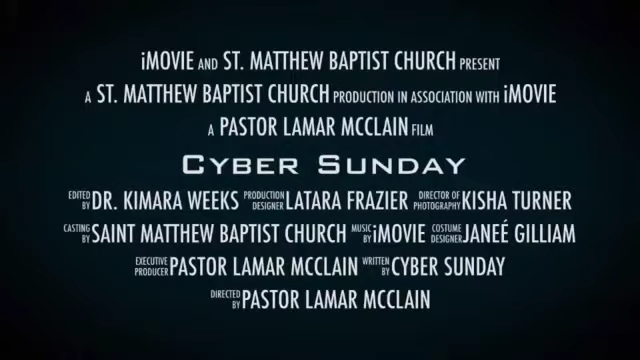 iMOVIE AND ST. MATTHEW BAPTIST CHURCH PRESENT
A ST. MATTHEW BAPTIST CHURCH PRODUCTION IN ASSOCIATION WITH iMOVIE
A PASTOR LAMAR MCCLAIN FILM
CYBER SUNDAY
EDITED BY DR. KIMARA WEEKS PRODUCTION DESIGNER LATARA FRAZIER DIRECTOR OF PHOTOGRAPHY KISHA TURNER
CASTING BY SAINT MATTHEW BAPTIST CHURCH MUSIC BY iMOVIE COSTUME DESIGNER JANEÉ GILLIAM
EXECUTIVE PRODUCER PASTOR LAMAR MCCLAIN WRITTEN BY CYBER SUNDAY
DIRECTED BY PASTOR LAMAR MCCLAIN